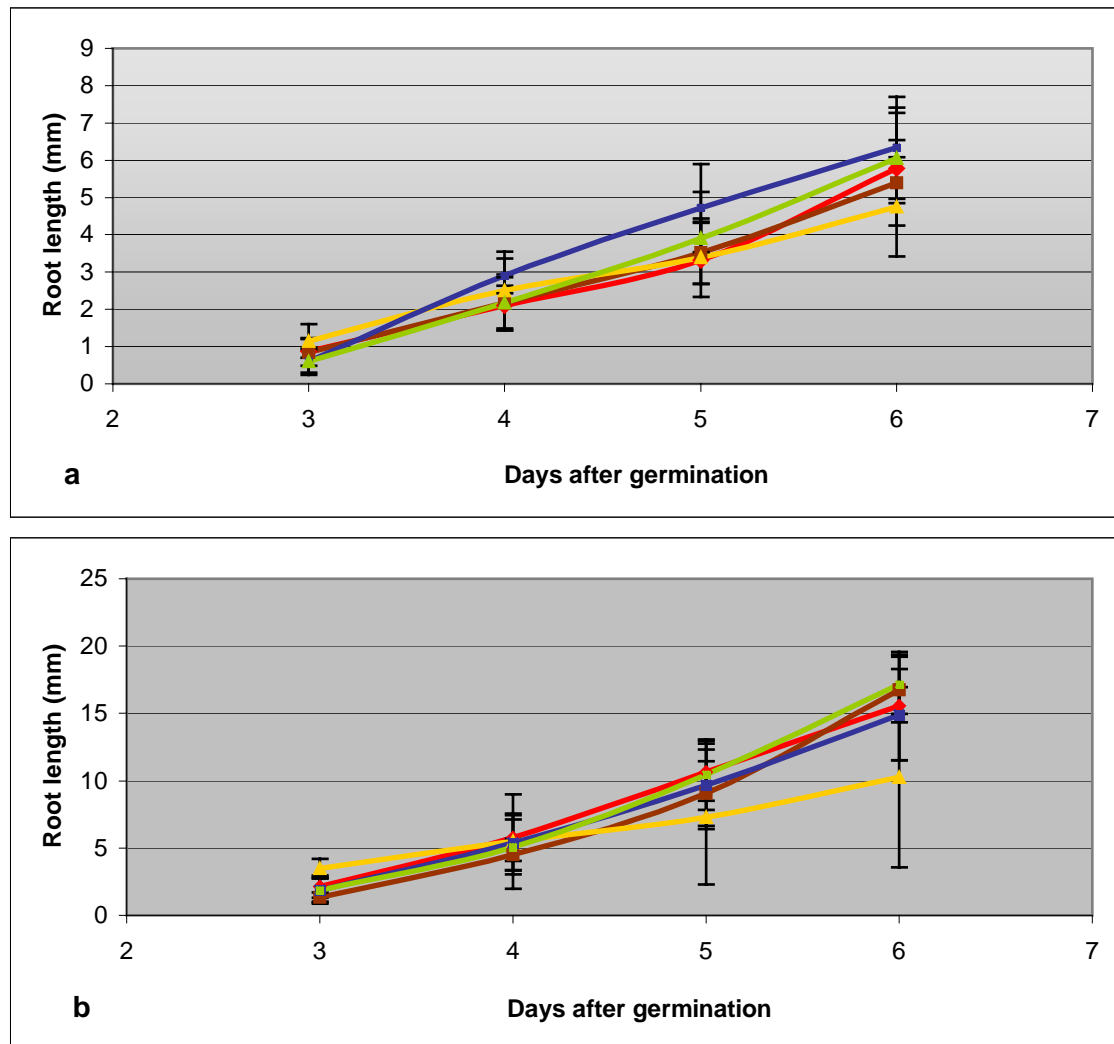 9
8
7
6
5
4
3
2
1
0
Root length (mm)
2 3 4 5 6 7
a Days after germination
25
20
15
10
5
0
Root length (mm)
2 3 4 5 6 7
b Days after germination